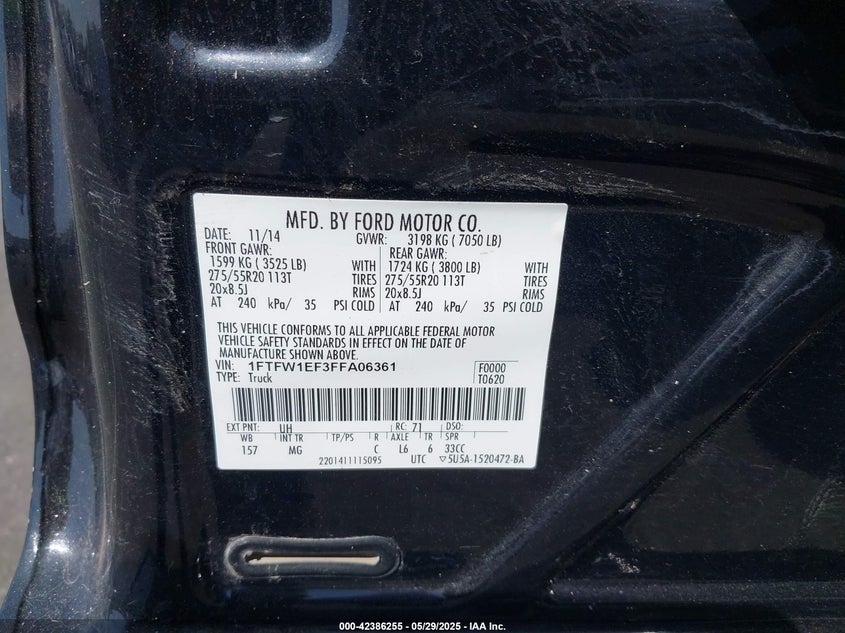 MFD. BY FORD MOTOR CO.
DATE: 11/14 GVWR: 3198 KG ( 7050 LB)
FRONT GAWR: REAR GAWR:
1599 KG ( 3525 LB) WITH 1724 KG ( 3800 LB) WITH
275/55R20 113T TIRES 275/55R20 113T TIRES
20x8.5J RIMS 20x8.5J RIMS
AT 240 kPa/ 35 PSI COLD AT 240 kPa/ 35 PSI COLD
THIS VEHICLE CONFORMS TO ALL APPLICABLE FEDERAL MOTOR
VEHICLE SAFETY STANDARDS IN EFFECT ON THE DATE OF
MANUFACTURE SHOWN ABOVE.
VIN: 1FTFW1EF3FFA06361 F0000
TYPE: Truck T0620
EXT PNT: UH RC: 71 DSO:
WB INT TR TP/PS R AXLE TR SPR
157 MG C L6 6 33CC
2201411115095 UTC ▽5U5A-1520472-BA
000-42386255 - 05/29/2025 - IAA Inc.